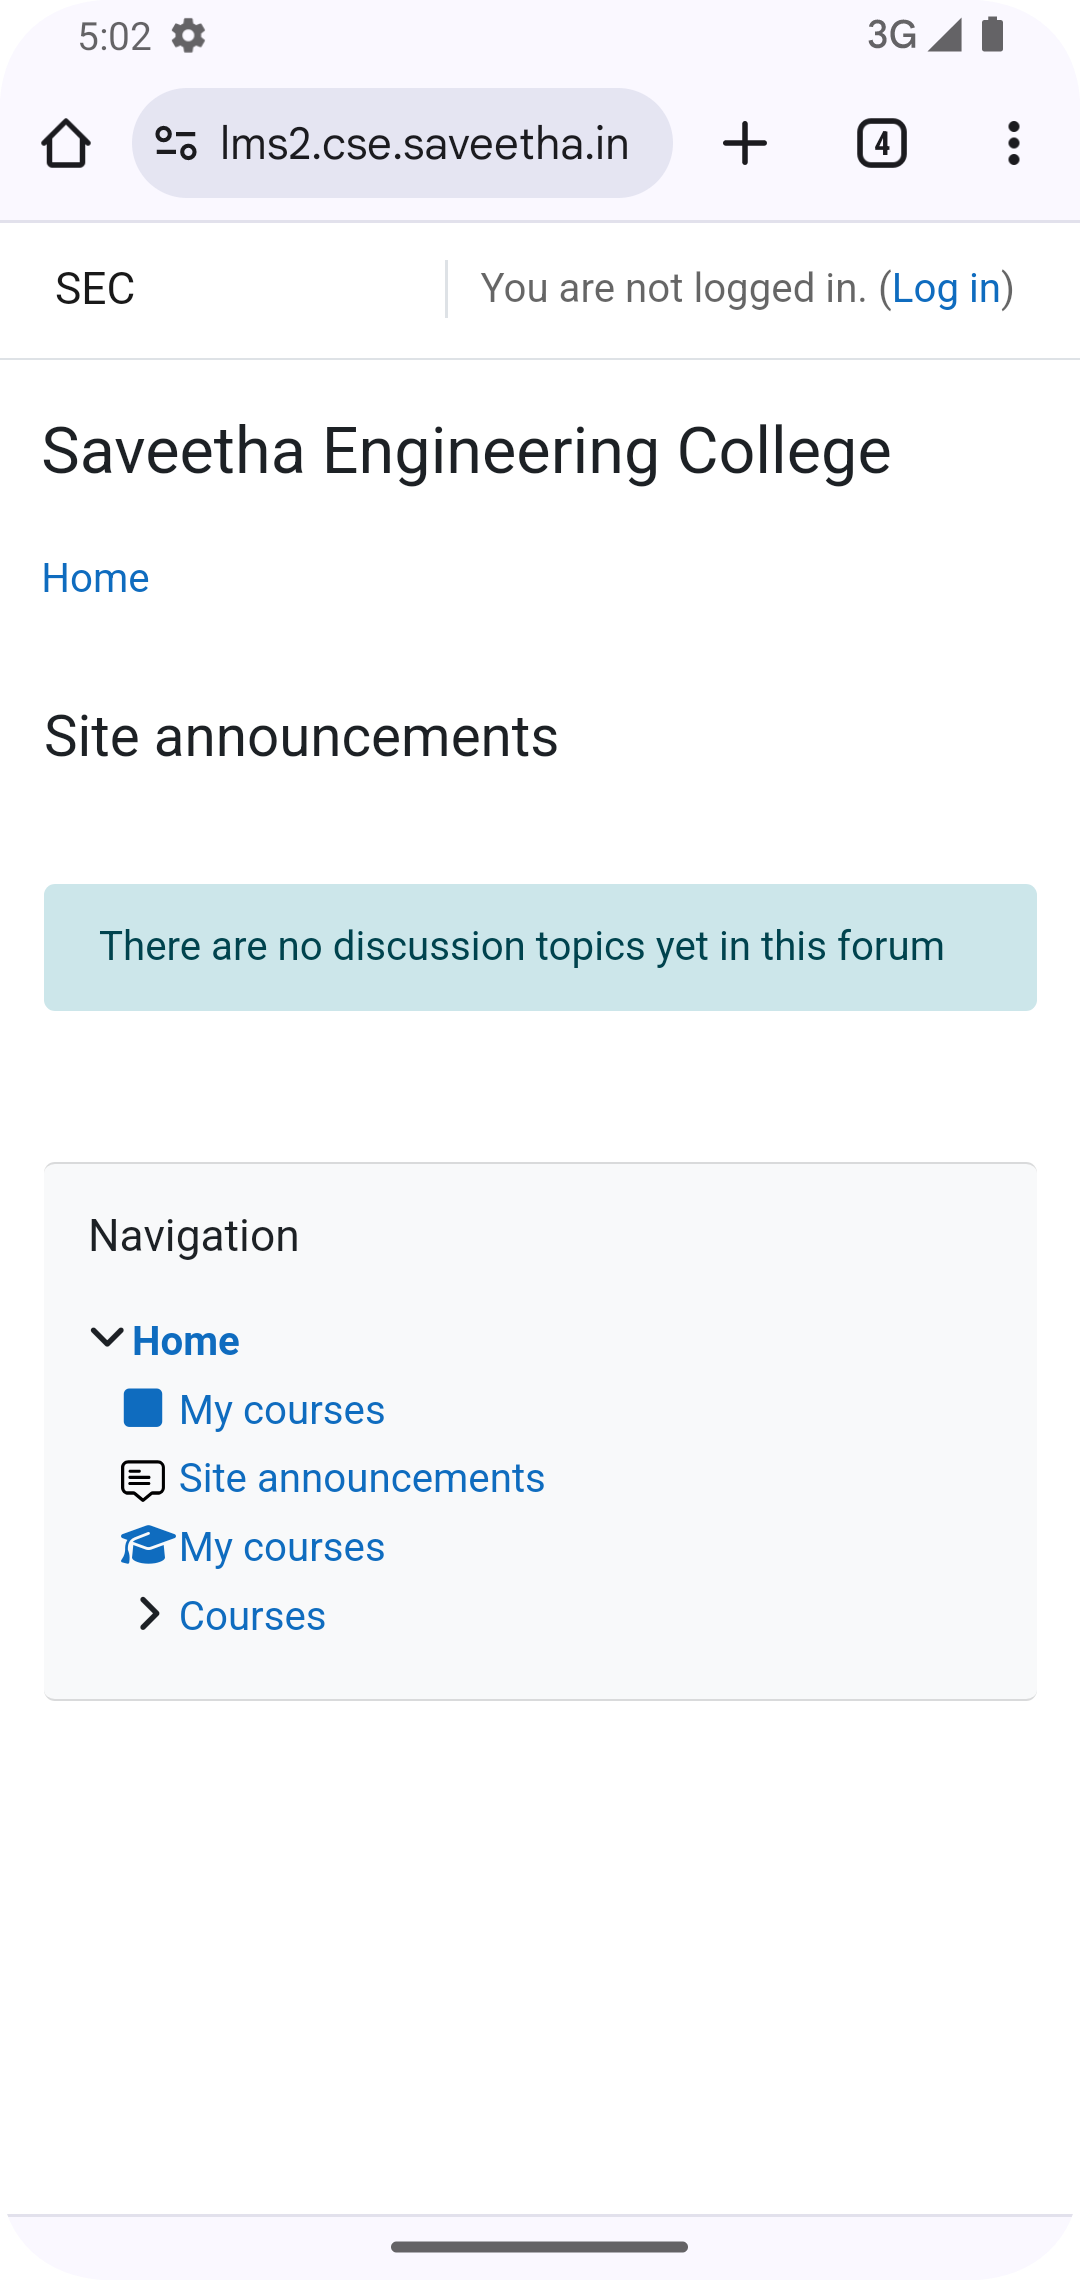 5:02
3G
lms2.cse.saveetha.in
4
SEC
You are not logged in. (Log in)
Saveetha Engineering College
Home
Site announcements
There are no discussion topics yet in this forum
Navigation
Home
My courses
Site announcements
My courses
Courses